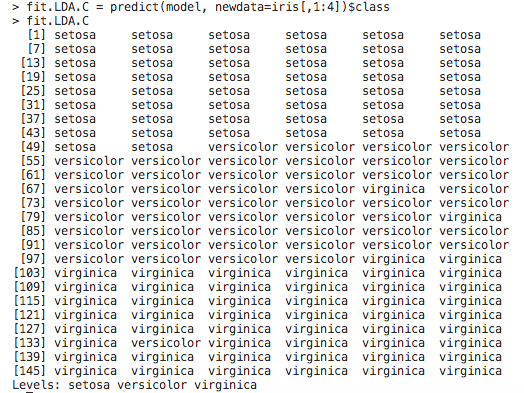 > fit.LDA.C = predict(model, newdata=iris[,1:4])$class
> fit.LDA.C
[1] setosa setosa setosa setosa setosa setosa
[7] setosa setosa setosa setosa setosa setosa
[13] setosa setosa setosa setosa setosa setosa
[19] setosa setosa setosa setosa setosa setosa
[25] setosa setosa setosa setosa setosa setosa
[31] setosa setosa setosa setosa setosa setosa
[37] setosa setosa setosa setosa setosa setosa
[43] setosa setosa setosa setosa setosa setosa
[49] setosa setosa versicolor versicolor versicolor versicolor
[55] versicolor versicolor versicolor versicolor versicolor versicolor
[61] versicolor versicolor versicolor versicolor versicolor versicolor
[67] versicolor versicolor versicolor versicolor virginica versicolor
[73] versicolor versicolor versicolor versicolor versicolor versicolor
[79] versicolor versicolor versicolor versicolor versicolor virginica
[85] versicolor versicolor versicolor versicolor versicolor versicolor
[91] versicolor versicolor versicolor versicolor versicolor versicolor
[97] versicolor versicolor versicolor versicolor virginica virginica
[103] virginica virginica virginica virginica virginica virginica
[109] virginica virginica virginica virginica virginica virginica
[115] virginica virginica virginica virginica virginica virginica
[121] virginica virginica virginica virginica virginica virginica
[127] virginica virginica virginica virginica virginica virginica
[133] virginica versicolor virginica virginica virginica virginica
[139] virginica virginica virginica virginica virginica virginica
[145] virginica virginica virginica virginica virginica virginica
Levels: setosa versicolor virginica